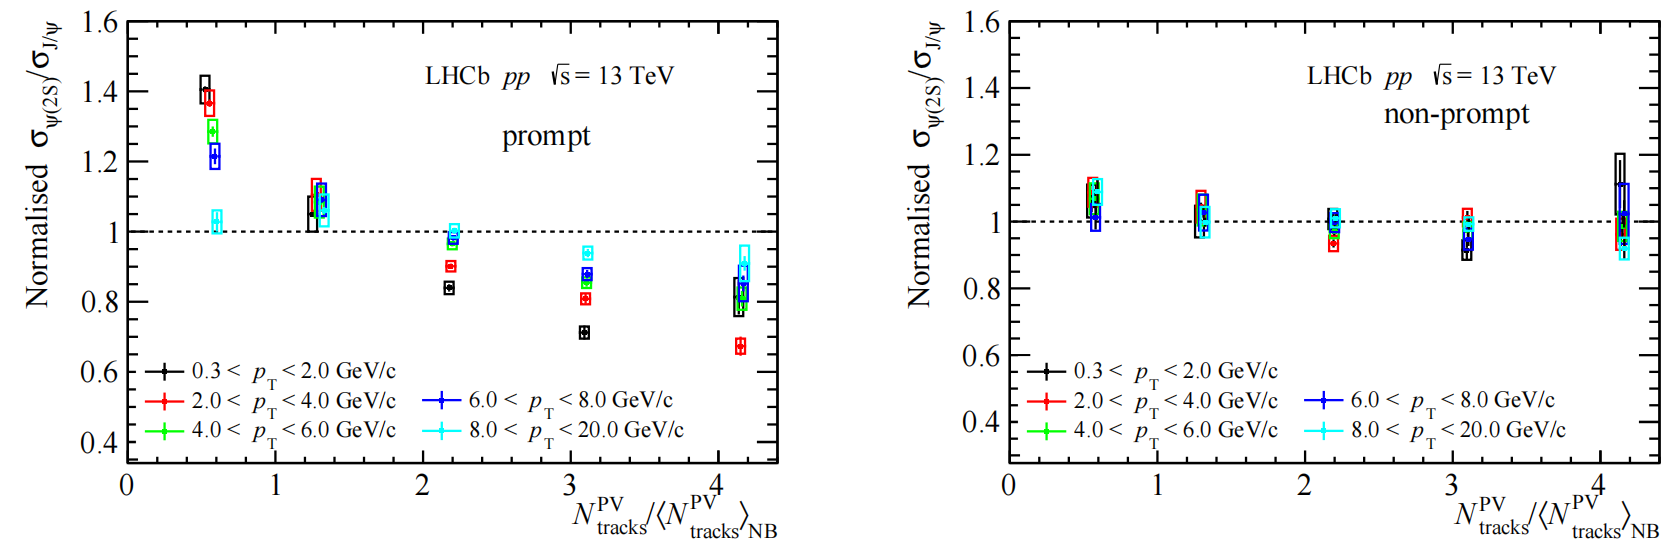 Normalised σψ(2S)/σJ/ψ
1.6
1.4
1.2
1
0.8
0.6
0.4
LHCb pp √s = 13 TeV
prompt
0.3 < pT < 2.0 GeV/c
2.0 < pT < 4.0 GeV/c
4.0 < pT < 6.0 GeV/c
6.0 < pT < 8.0 GeV/c
8.0 < pT < 20.0 GeV/c
0 1 2 3 4
N^PV_tracks/⟨N^PV_tracks⟩NB
Normalised σψ(2S)/σJ/ψ
1.6
1.4
1.2
1
0.8
0.6
0.4
LHCb pp √s = 13 TeV
non-prompt
0.3 < pT < 2.0 GeV/c
2.0 < pT < 4.0 GeV/c
4.0 < pT < 6.0 GeV/c
6.0 < pT < 8.0 GeV/c
8.0 < pT < 20.0 GeV/c
0 1 2 3 4
N^PV_tracks/⟨N^PV_tracks⟩NB